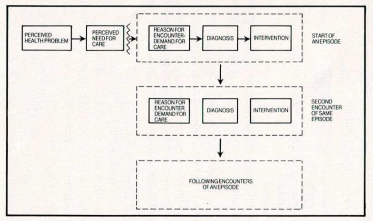 PERCEIVED
HEALTH PROBLEM
PERCEIVED
NEED FOR
CARE
REASON FOR
ENCOUNTER-
DEMAND FOR
CARE
DIAGNOSIS
INTERVENTION
START OF
AN EPISODE
REASON FOR
ENCOUNTER
DEMAND FOR
CARE
DIAGNOSIS
INTERVENTION
SECOND
ENCOUNTER
OF SAME
EPISODE
FOLLOWING ENCOUNTERS
OF AN EPISODE